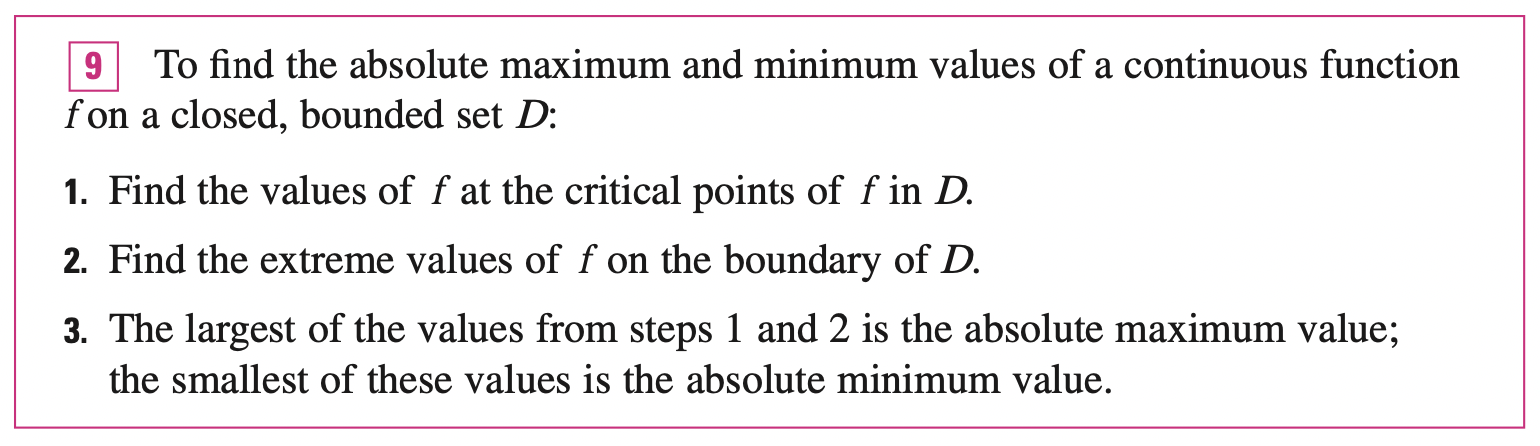 9 To find the absolute maximum and minimum values of a continuous function
f on a closed, bounded set D:
1. Find the values of f at the critical points of f in D.
2. Find the extreme values of f on the boundary of D.
3. The largest of the values from steps 1 and 2 is the absolute maximum value;
the smallest of these values is the absolute minimum value.